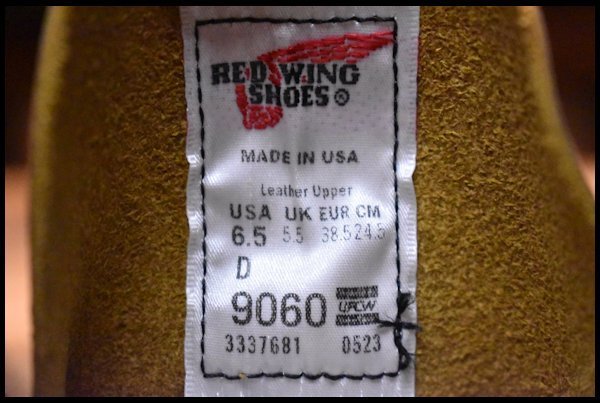 RED WING
SHOES®
MADE IN USA
Leather Upper
USA UK EUR CM
6.5 5.5 38.5 24.5
D
9060 UFCW
3337681 0523